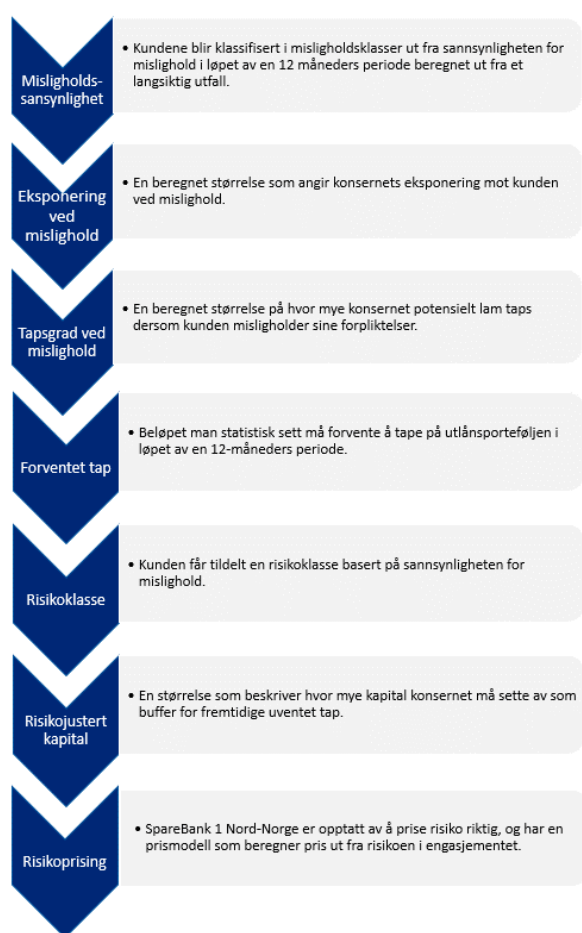 Misligholds-
sansynlighet
• Kundene blir klassifisert i misligholdsklasser ut fra sannsynligheten for
mislighold i løpet av en 12 måneders periode beregnet ut fra et
langsiktig utfall.
Eksponering
ved
mislighold
• En beregnet størrelse som angir konsernets eksponering mot kunden
ved mislighold.
Tapsgrad ved
mislighold
• En beregnet størrelse på hvor mye konsernet potensielt lam taps
dersom kunden misligholder sine forpliktelser.
Forventet tap
• Beløpet man statistisk sett må forvente å tape på utlånsporteføljen i
løpet av en 12-måneders periode.
Risikoklasse
• Kunden får tildelt en risikoklasse basert på sannsynligheten for
mislighold.
Risikojustert
kapital
• En størrelse som beskriver hvor mye kapital konsernet må sette av som
buffer for fremtidige uventet tap.
Risikoprising
• SpareBank 1 Nord-Norge er opptatt av å prise risiko riktig, og har en
prismodell som beregner pris ut fra risikoen i engasjementet.